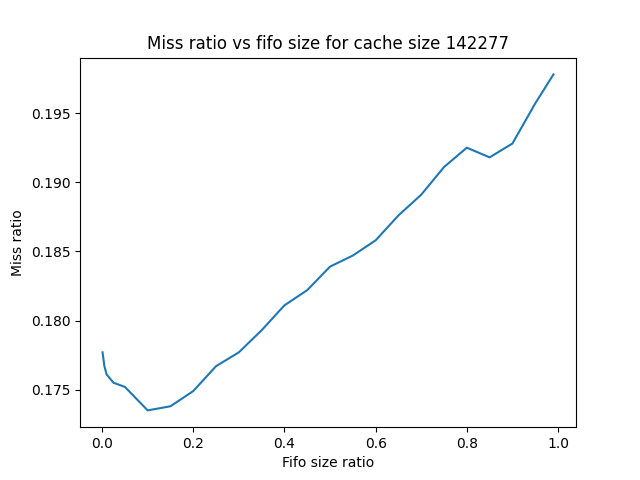 Miss ratio vs fifo size for cache size 142277
0.195
0.190
0.185
0.180
0.175
Miss ratio
0.0 0.2 0.4 0.6 0.8 1.0
Fifo size ratio